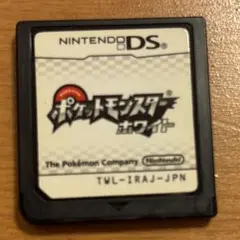 NINTENDO DS
ポケットモンスター
ホワイト
The Pokémon Company Nintendo
TWL-IRAJ-JPN